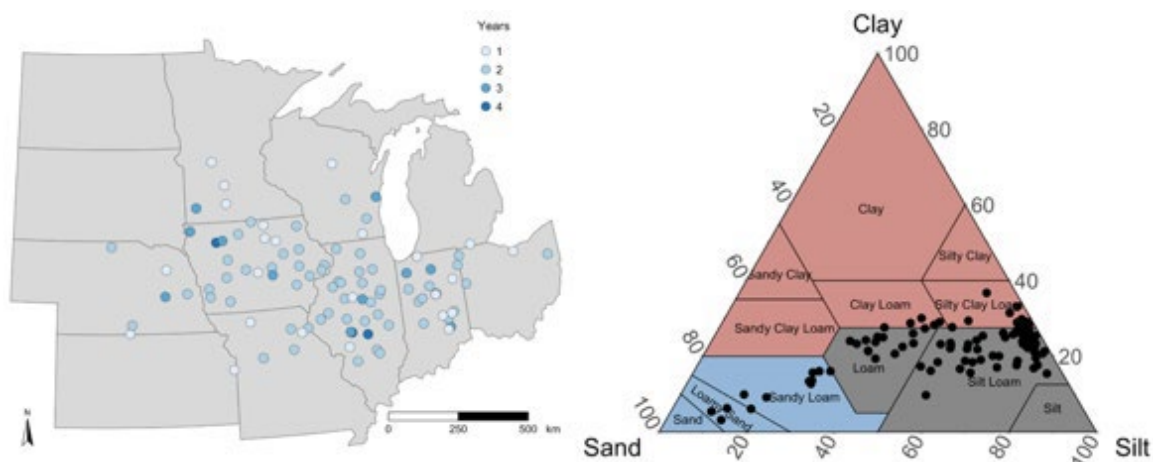 Years
1
2
3
4
N
0
250
500
km
Clay
100
20
80
40
Clay
60
60
Silty Clay
Sandy Clay
40
Clay Loam
Silty Clay Loam
Sandy Clay Loam
80
20
Loam
Silt Loam
Sandy Loam
Loamy Sand
100
Sand
Silt
Sand
20
40
60
80
100
Silt